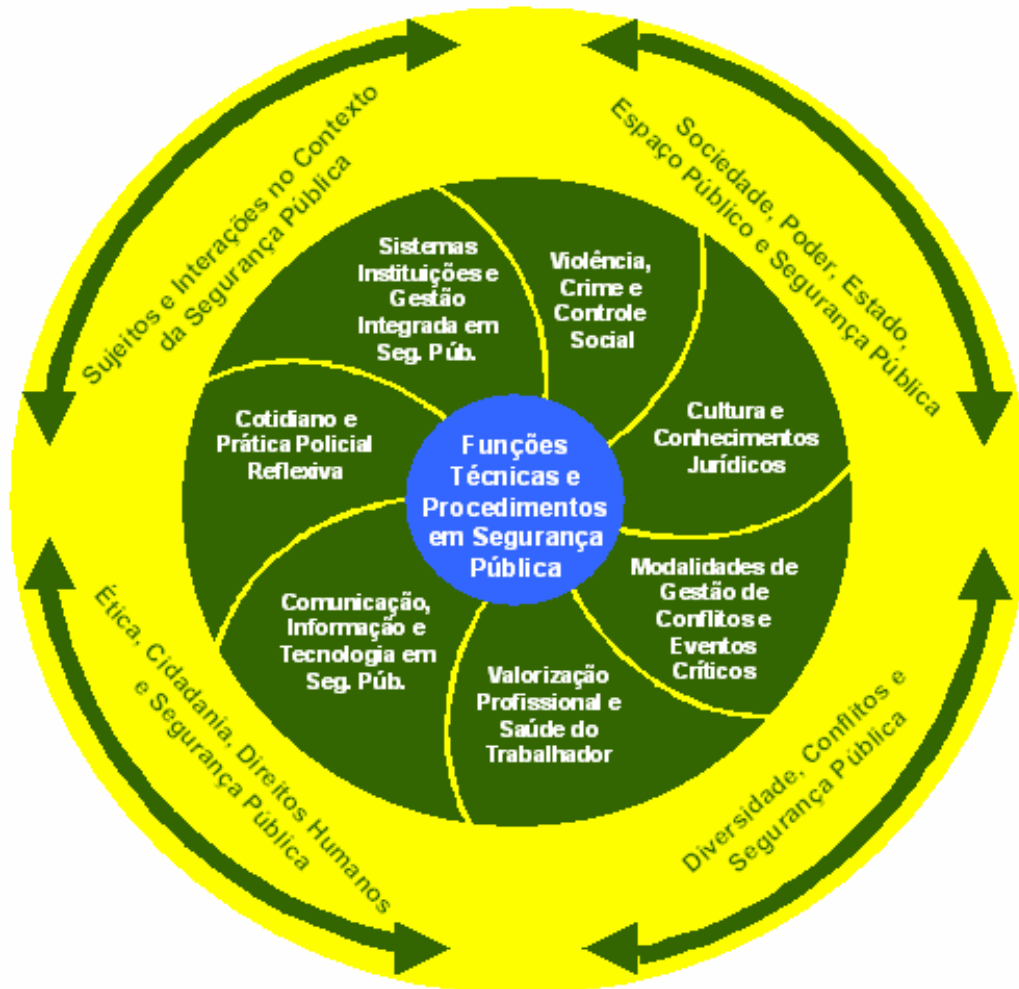 Sujeitos e Interações no Contexto
da Segurança Pública
Sociedade, Poder, Estado,
Espaço Público e Segurança Pública
Sistemas
Instituições e
Gestão
Integrada em
Seg. Púb.
Violência,
Crime e
Controle
Social
Cotidiano e
Prática Policial
Reflexiva
Funções
Técnicas e
Procedimentos
em Segurança
Pública
Cultura e
Conhecimentos
Jurídicos
Comunicação,
Informação e
Tecnologia em
Seg. Púb.
Valorização
Profissional e
Saúde do
Trabalhador
Modalidades de
Gestão de
Conflitos e
Eventos
Críticos
Ética, Cidadania, Direitos Humanos
e Segurança Pública
Diversidade, Conflitos e
Segurança Pública